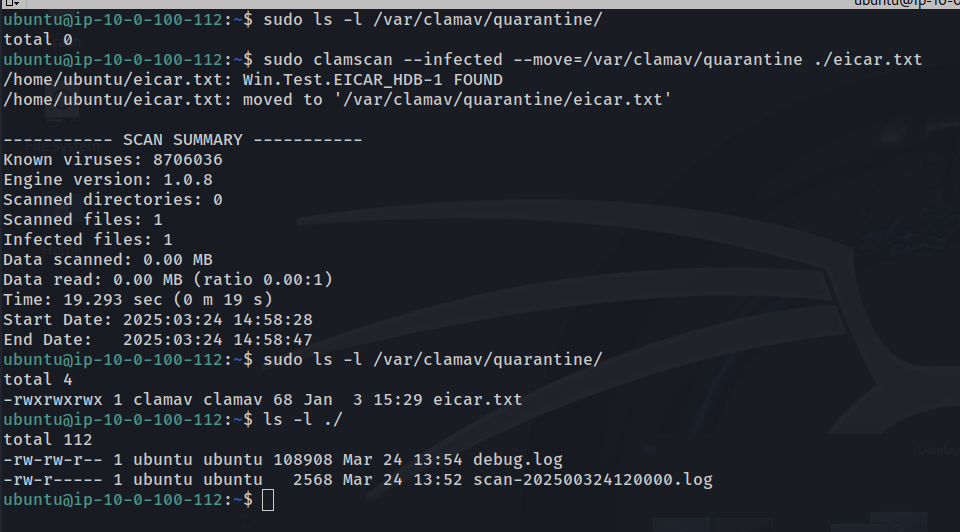 ubuntu@ip-10-0
ubuntu@ip-10-0-100-112:~$ sudo ls -l /var/clamav/quarantine/
total 0
ubuntu@ip-10-0-100-112:~$ sudo clamscan --infected --move=/var/clamav/quarantine ./eicar.txt
/home/ubuntu/eicar.txt: Win.Test.EICAR_HDB-1 FOUND
/home/ubuntu/eicar.txt: moved to '/var/clamav/quarantine/eicar.txt'
----------- SCAN SUMMARY -----------
File System
Known viruses: 8706036
Engine version: 1.0.8
Scanned directories: 0
Scanned files: 1
Infected files: 1
Data scanned: 0.00 MB
Data read: 0.00 MB (ratio 0.00:1)
Time: 19.293 sec (0 m 19 s)
Start Date: 2025:03:24 14:58:28
End Date:   2025:03:24 14:58:47
ubuntu@ip-10-0-100-112:~$ sudo ls -l /var/clamav/quarantine/
total 4
-rwxrwxrwx 1 clamav clamav 68 Jan  3 15:29 eicar.txt
ubuntu@ip-10-0-100-112:~$ ls -l ./
total 112
-rw-rw-r-- 1 ubuntu ubuntu 108908 Mar 24 13:54 debug.log
-rw-r----- 1 ubuntu ubuntu   2568 Mar 24 13:52 scan-202500324120000.log
ubuntu@ip-10-0-100-112:~$